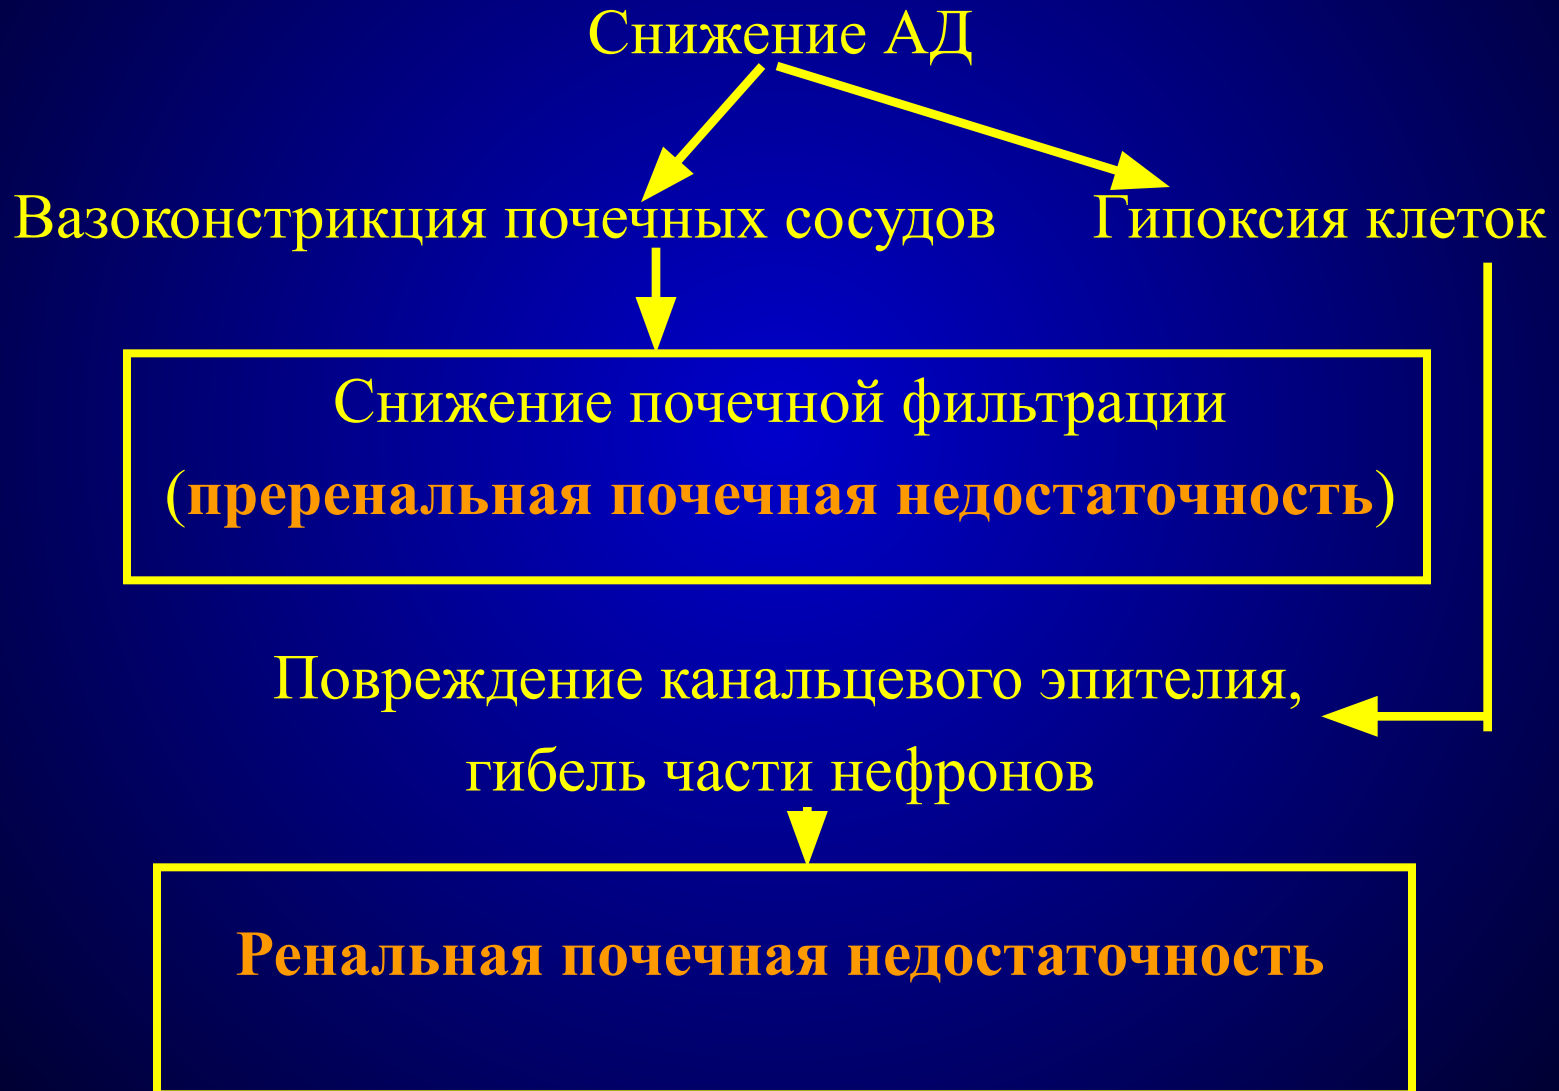 Снижение АД
Вазоконстрикция почечных сосудов Гипоксия клеток
Снижение почечной фильтрации
(преренальная почечная недостаточность)
Повреждение канальцевого эпителия,
гибель части нефронов
Ренальная почечная недостаточность